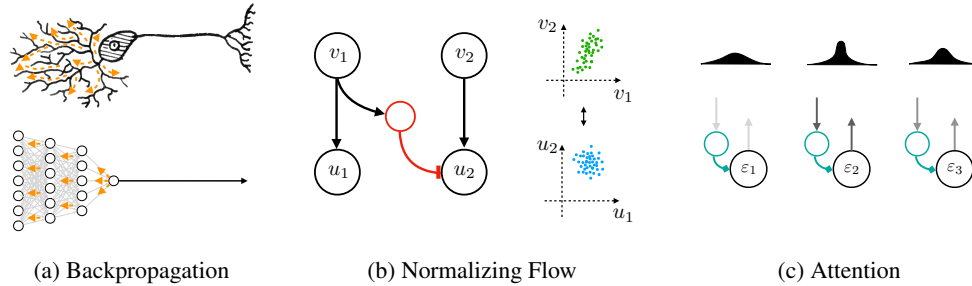 v₁ v₂
u₁ u₂
v₂
v₁
u₂
u₁
ε₁ ε₂ ε₃
(a) Backpropagation (b) Normalizing Flow (c) Attention